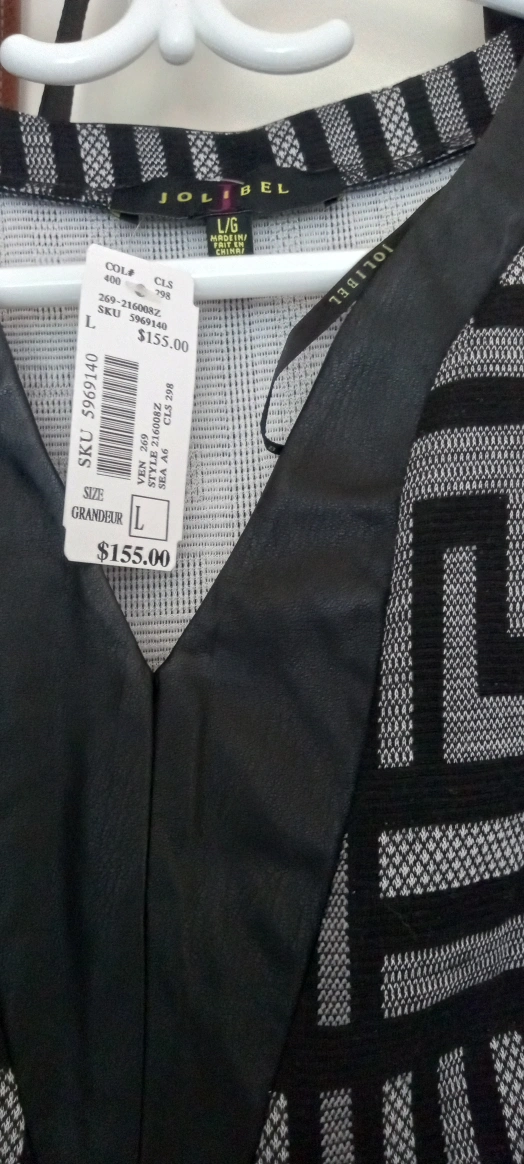 JOLIBEL
L/G
MADE IN/
FAIT EN
CHINA/
JOLIBEL
COL# CLS
400 298
269-216008Z
SKU 5969140
L $155.00
SKU 5969140
VEN 269
STYLE 216008Z
SEA A6 CLS 298
SIZE
GRANDEUR L
$155.00